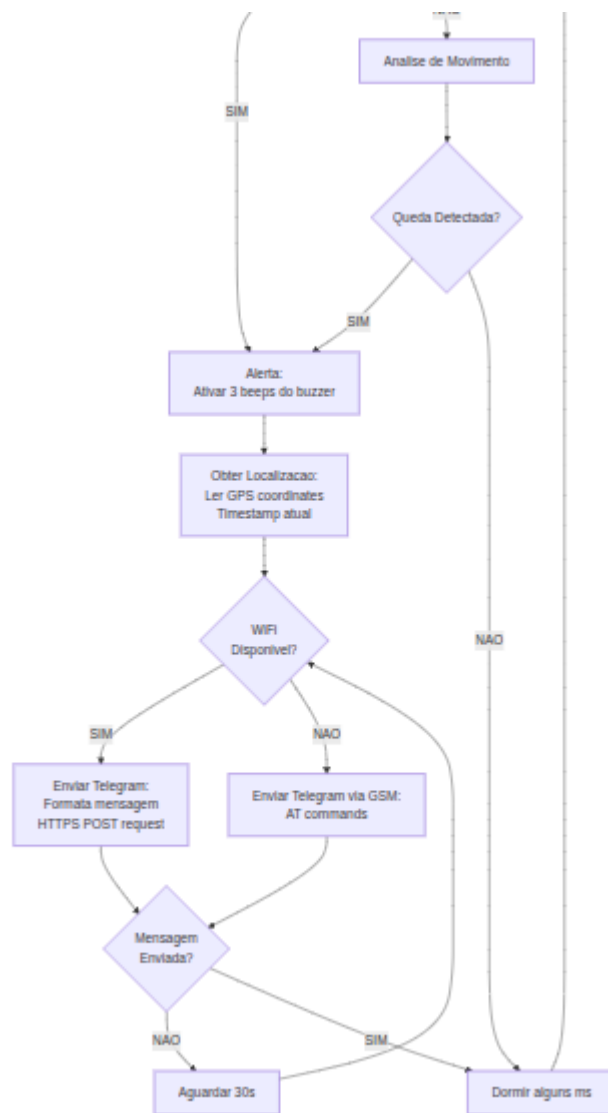 NAO
Analise de Movimento
SIM
Queda Detectada?
SIM
Alerta:
Ativar 3 beeps do buzzer
Obter Localizacao:
Ler GPS coordinates
Timestamp atual
WIFI
Disponivel?
NAO
SIM
NAO
Enviar Telegram:
Formata mensagem
HTTPS POST request
Enviar Telegram via GSM:
AT commands
Mensagem
Enviada?
NAO
SIM
Aguardar 30s
Dormir alguns ms